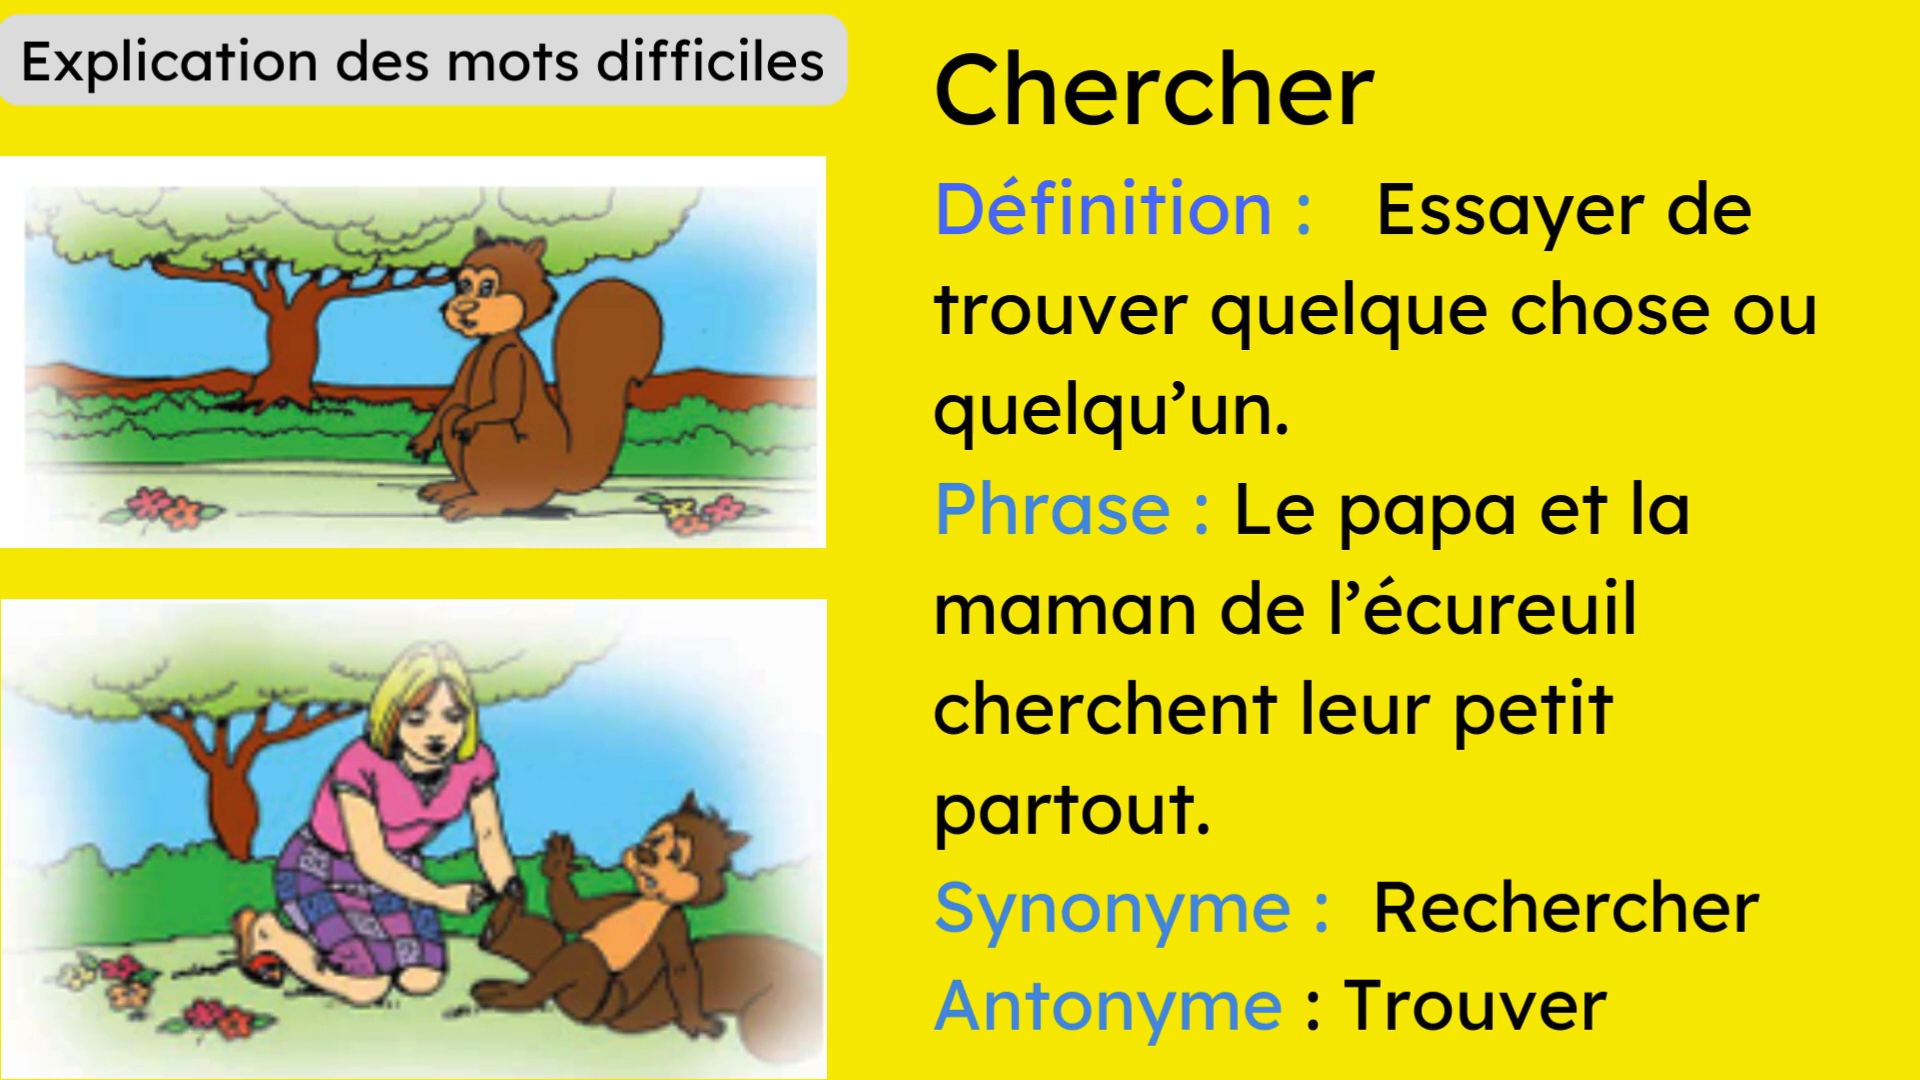 Explication des mots difficiles
Chercher
Définition : Essayer de
trouver quelque chose ou
quelqu’un.
Phrase : Le papa et la
maman de l’écureuil
cherchent leur petit
partout.
Synonyme : Rechercher
Antonyme : Trouver